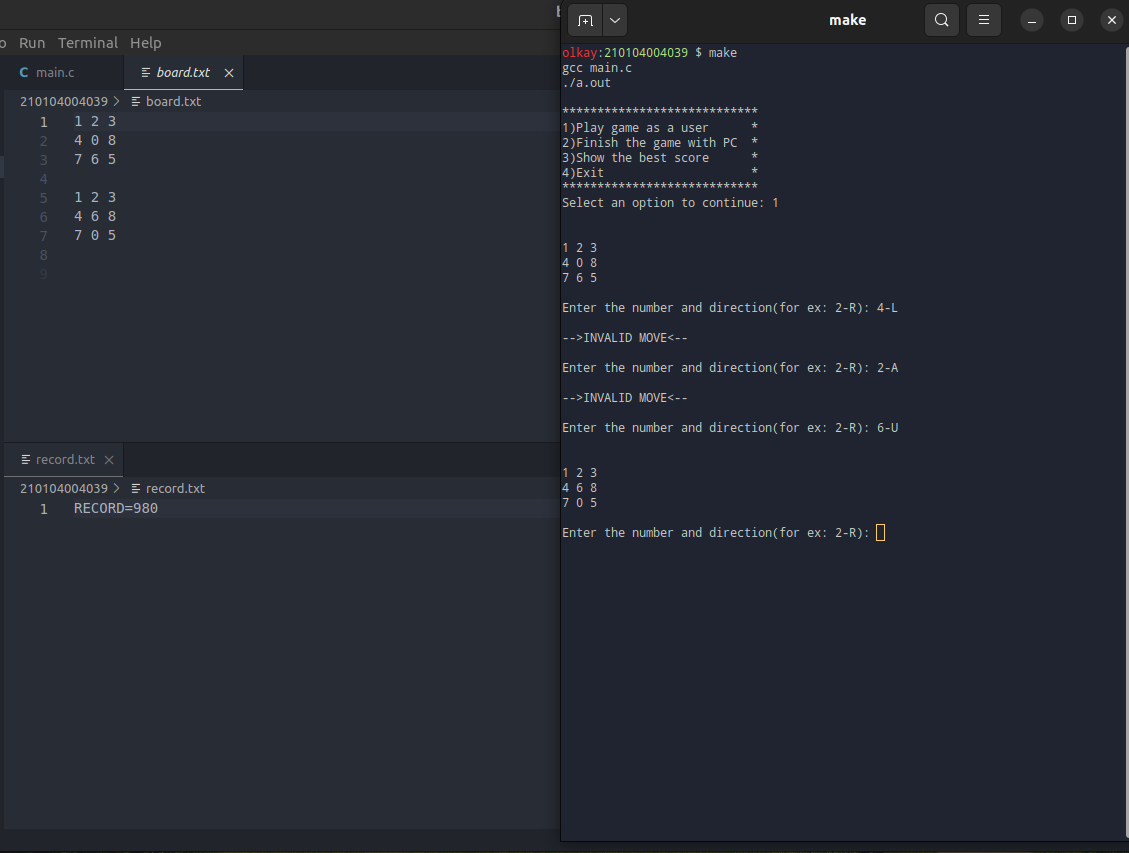 Run Terminal Help
main.c board.txt
210104004039 > board.txt
1 1 2 3
2 4 0 8
3 7 6 5
4
5 1 2 3
6 4 6 8
7 7 0 5
8
9
record.txt
210104004039 > record.txt
1 RECORD=980
make
olkay:210104004039 $ make
gcc main.c
./a.out
****************************
1)Play game as a user *
2)Finish the game with PC *
3)Show the best score *
4)Exit *
****************************
Select an option to continue: 1
1 2 3
4 0 8
7 6 5
Enter the number and direction(for ex: 2-R): 4-L
-->INVALID MOVE<--
Enter the number and direction(for ex: 2-R): 2-A
-->INVALID MOVE<--
Enter the number and direction(for ex: 2-R): 6-U
1 2 3
4 6 8
7 0 5
Enter the number and direction(for ex: 2-R):